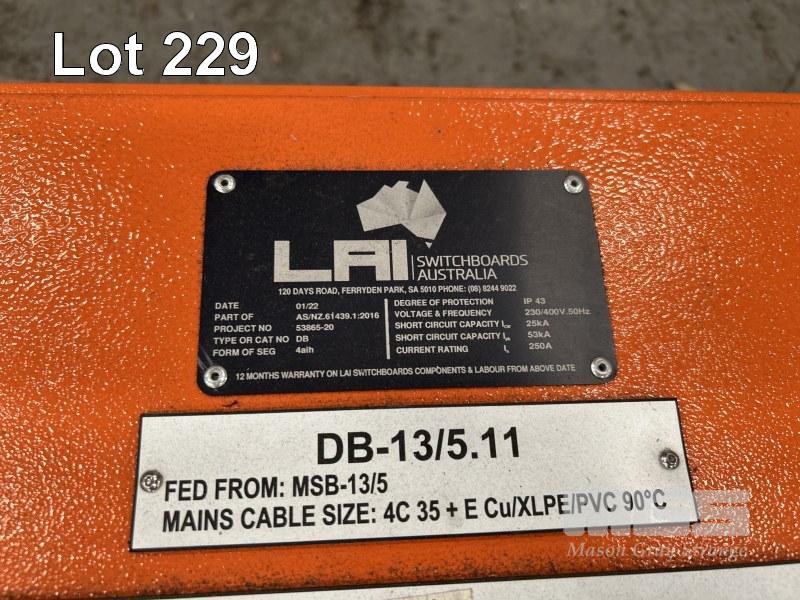 Lot 229
LAI SWITCHBOARDS
AUSTRALIA
120 DAYS ROAD, FERRYDEN PARK, SA 5010 PHONE: (08) 8244 9022
DATE 01/22
PART OF AS/NZ.61439.1:2016
PROJECT NO 53865-20
TYPE OR CAT NO DB
FORM OF SEG 4aih
DEGREE OF PROTECTION IP 43
VOLTAGE & FREQUENCY 230/400V.50Hz
SHORT CIRCUIT CAPACITY Icw 25kA
SHORT CIRCUIT CAPACITY Ipk 53kA
CURRENT RATING In 250A
12 MONTHS WARRANTY ON LAI SWITCHBOARDS COMPONENTS & LABOUR FROM ABOVE DATE
DB-13/5.11
FED FROM: MSB-13/5
MAINS CABLE SIZE: 4C 35 + E Cu/XLPE/PVC 90°C
MGS
Mason Gray Strange